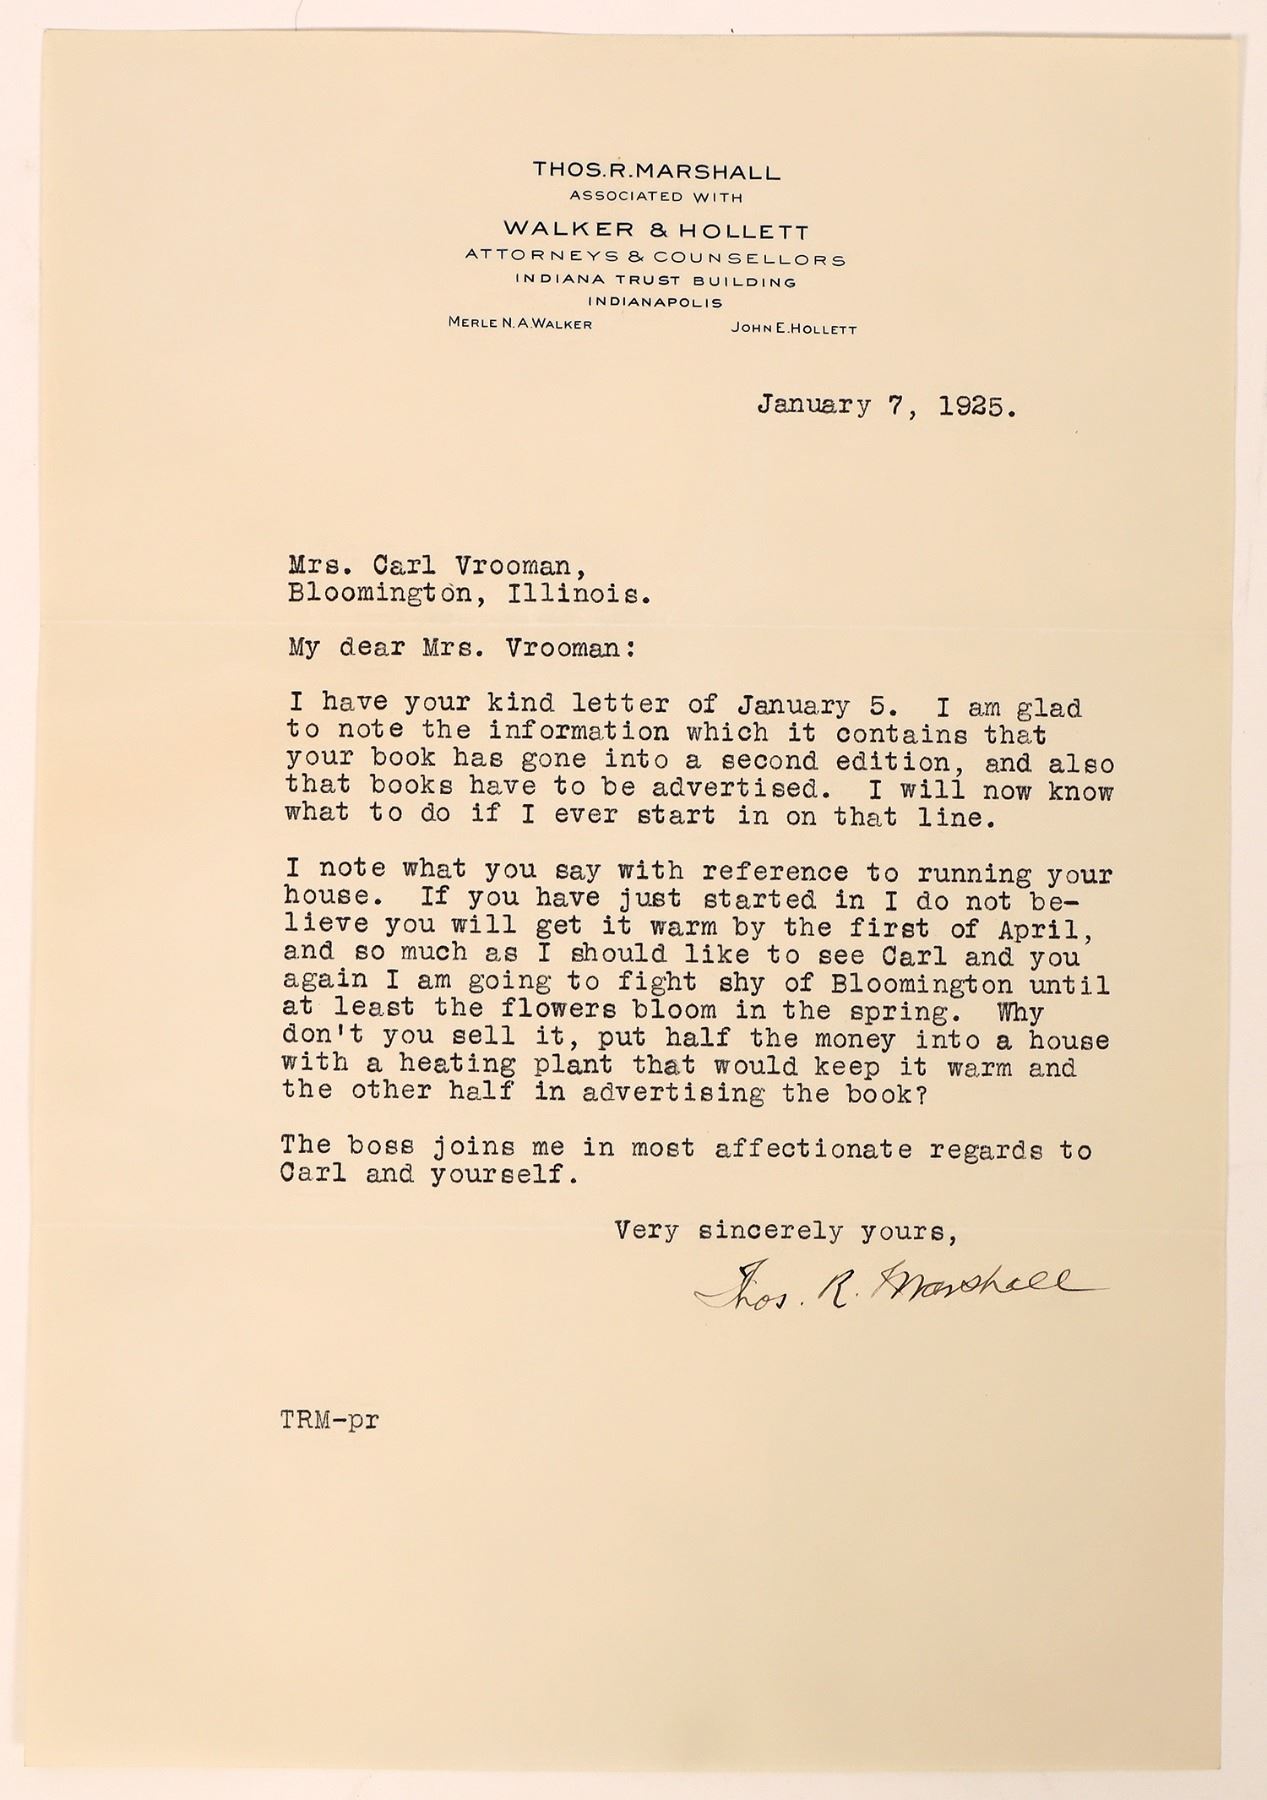 THOS.R.MARSHALL
ASSOCIATED WITH
WALKER & HOLLETT
ATTORNEYS & COUNSELLORS
INDIANA TRUST BUILDING
INDIANAPOLIS
MERLE N.A.WALKER JOHN E.HOLLETT
January 7, 1925.
Mrs. Carl Vrooman,
Bloomington, Illinois.
My dear Mrs. Vrooman:
I have your kind letter of January 5. I am glad
to note the information which it contains that
your book has gone into a second edition, and also
that books have to be advertised. I will now know
what to do if I ever start in on that line.
I note what you say with reference to running your
house. If you have just started in I do not be-
lieve you will get it warm by the first of April,
and so much as I should like to see Carl and you
again I am going to fight shy of Bloomington until
at least the flowers bloom in the spring. Why
don't you sell it, put half the money into a house
with a heating plant that would keep it warm and
the other half in advertising the book?
The boss joins me in most affectionate regards to
Carl and yourself.
Very sincerely yours,
Thos. R. Marshall
TRM-pr